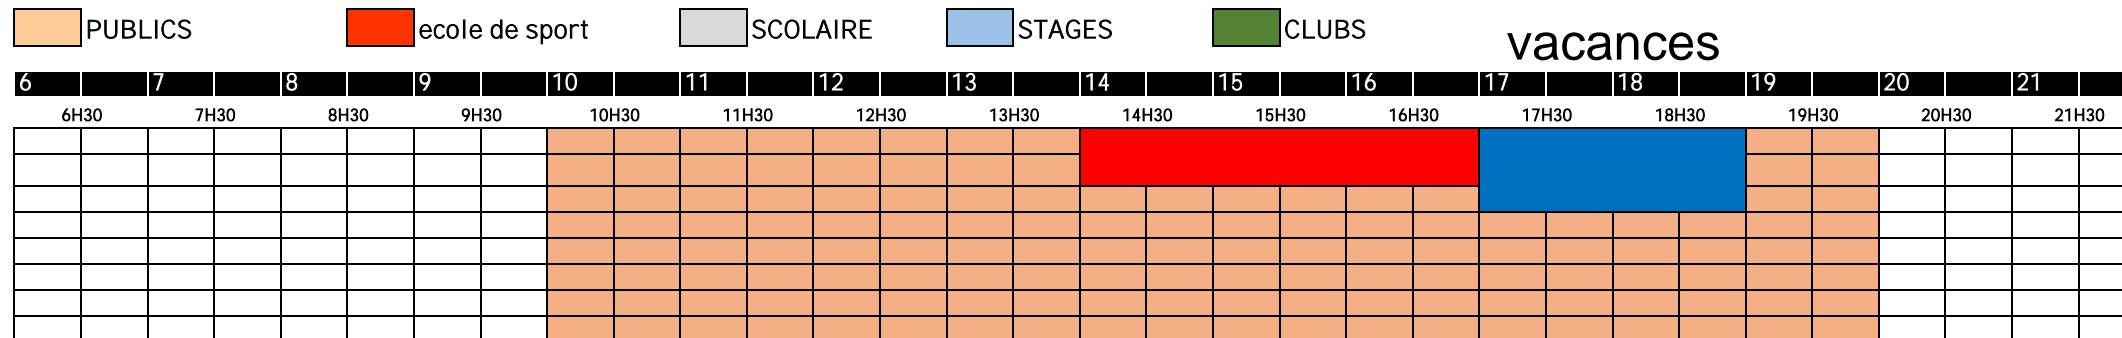 PUBLICS ecole de sport SCOLAIRE STAGES CLUBS vacances
6 7 8 9 10 11 12 13 14 15 16 17 18 19 20 21
6H30 7H30 8H30 9H30 10H30 11H30 12H30 13H30 14H30 15H30 16H30 17H30 18H30 19H30 20H30 21H30